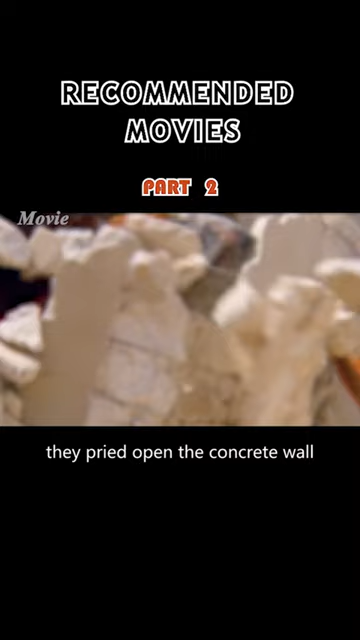 RECOMMENDED
MOVIES
PART 2
Movie
they pried open the concrete wall